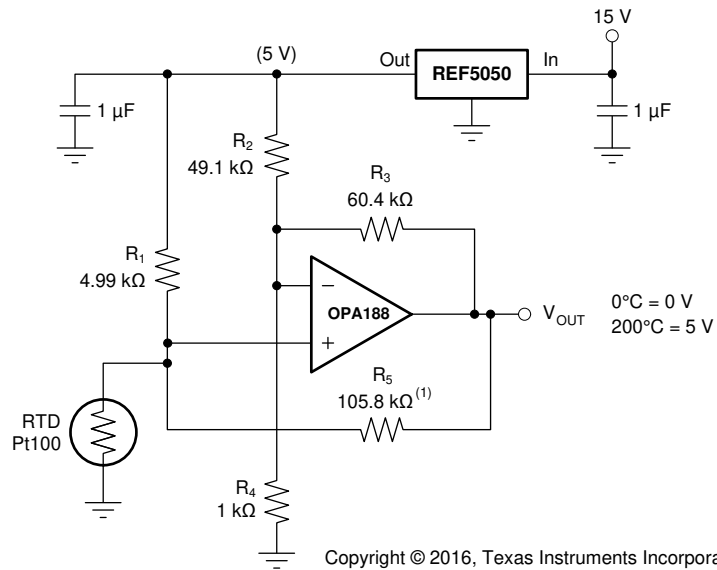 15 V
(5 V)
Out
REF5050
In
1 µF
1 µF
R2
49.1 kΩ
R3
60.4 kΩ
R1
4.99 kΩ
−
OPA188
+
VOUT
0°C = 0 V
200°C = 5 V
R5
105.8 kΩ(1)
RTD
Pt100
R4
1 kΩ
Copyright © 2016, Texas Instruments Incorpora